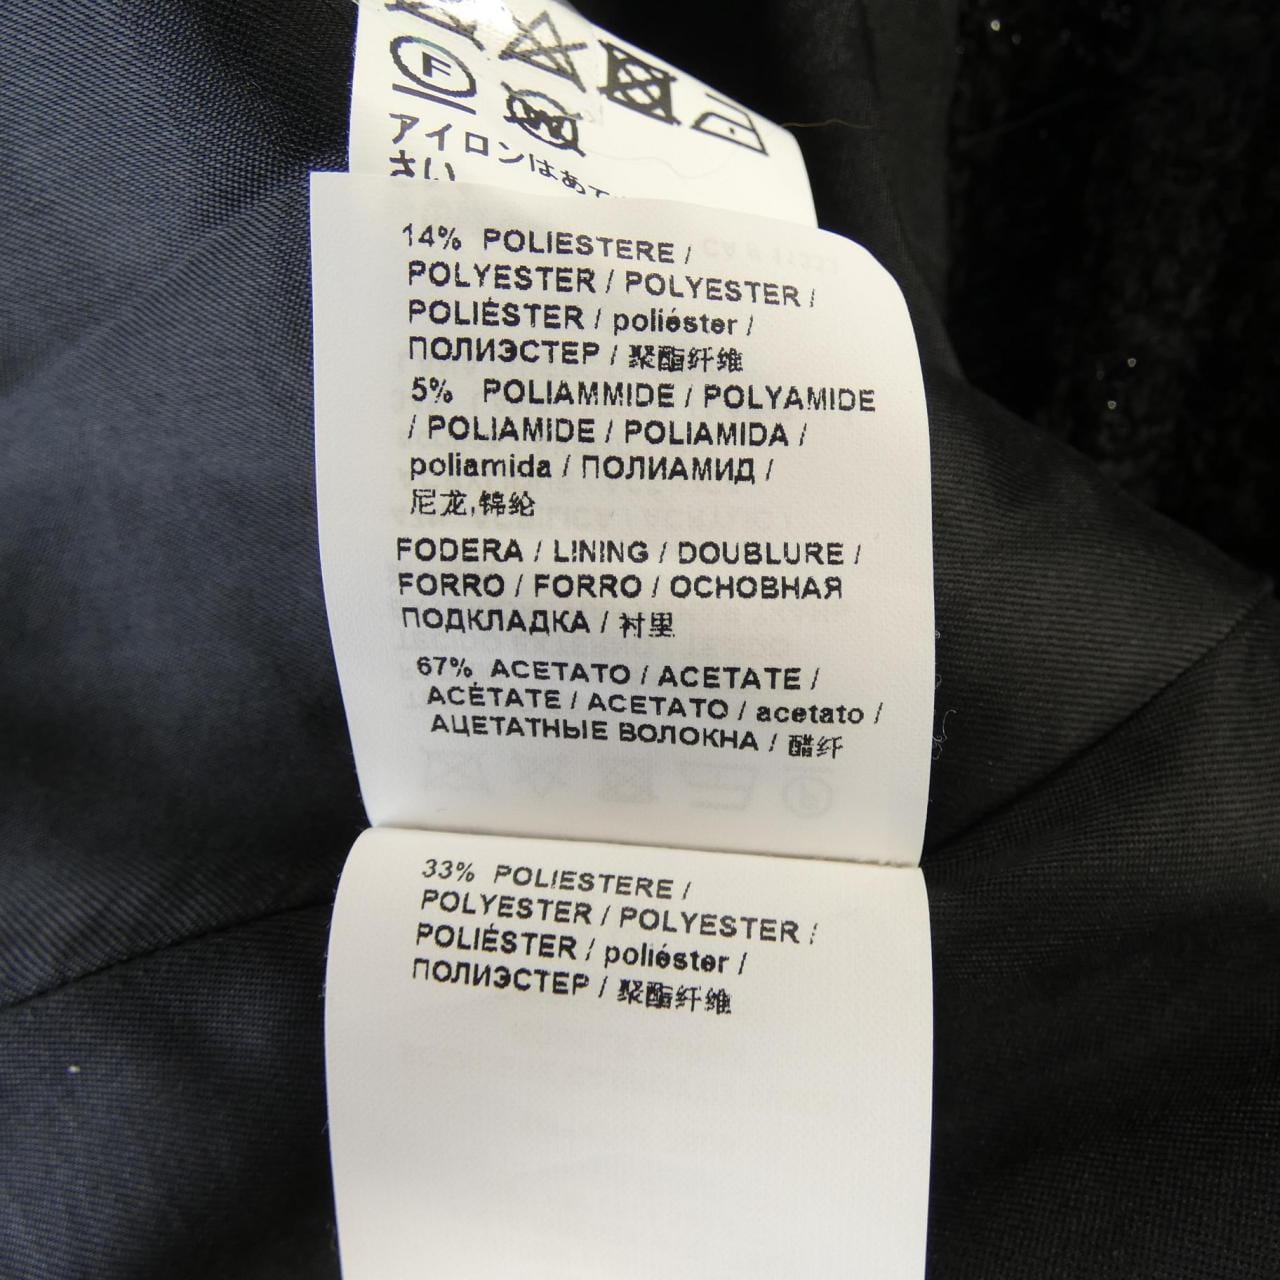 F
W
アイロンはあて
さい
14% POLIESTERE /
POLYESTER / POLYESTER /
POLIÉSTER / poliéster /
ПОЛИЭСТЕР / 聚酯纤维
5% POLIAMMIDE / POLYAMIDE
/ POLIAMIDE / POLIAMIDA /
poliamida / ПОЛИАМИД /
尼龙,锦纶
FODERA / LINING / DOUBLURE /
FORRO / FORRO / ОСНОВНАЯ
ПОДКЛАДКА / 衬里
67% ACETATO / ACETATE /
ACÉTATE / ACETATO / acetato /
АЦЕТАТНЫЕ ВОЛОКНА / 醋纤
33% POLIESTERE /
POLYESTER / POLYESTER /
POLIÉSTER / poliéster /
ПОЛИЭСТЕР / 聚酯纤维